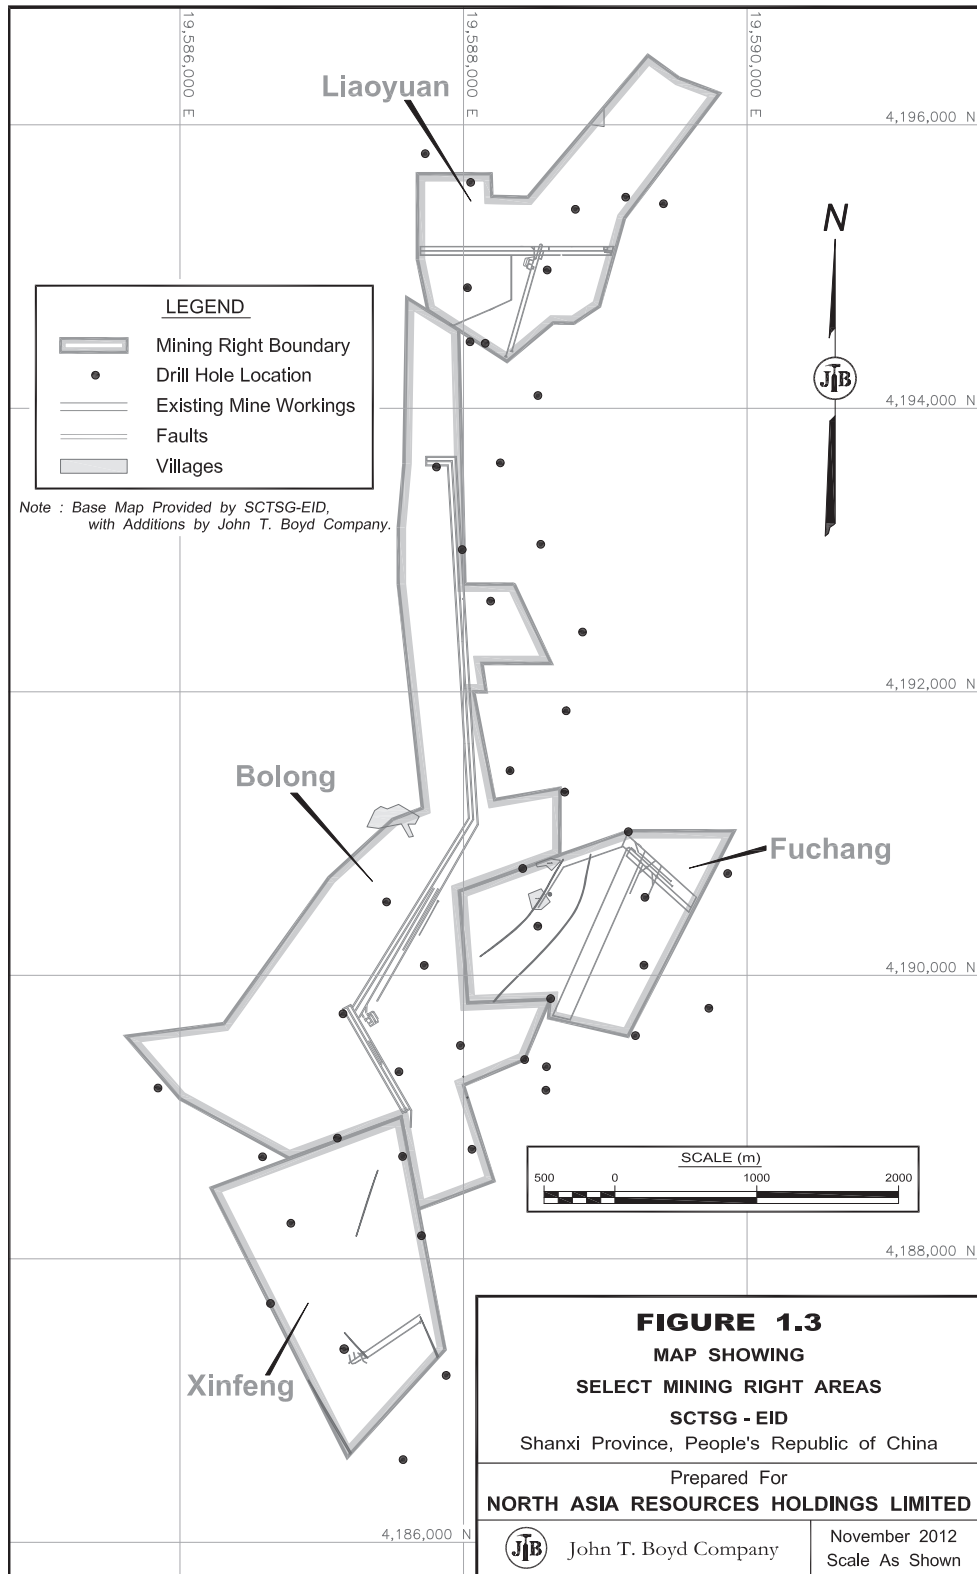 19,586,000 E
19,588,000 E
19,590,000 E
Liaoyuan
4,196,000 N
N
LEGEND
Mining Right Boundary
Drill Hole Location
Existing Mine Workings
Faults
Villages
JTB
4,194,000 N
Note : Base Map Provided by SCTSG-EID,
with Additions by John T. Boyd Company.
4,192,000 N
Bolong
Fuchang
4,190,000 N
SCALE (m)
500 0 1000 2000
4,188,000 N
Xinfeng
4,186,000 N
FIGURE 1.3
MAP SHOWING
SELECT MINING RIGHT AREAS
SCTSG - EID
Shanxi Province, People's Republic of China
Prepared For
NORTH ASIA RESOURCES HOLDINGS LIMITED
JTB John T. Boyd Company
November 2012
Scale As Shown